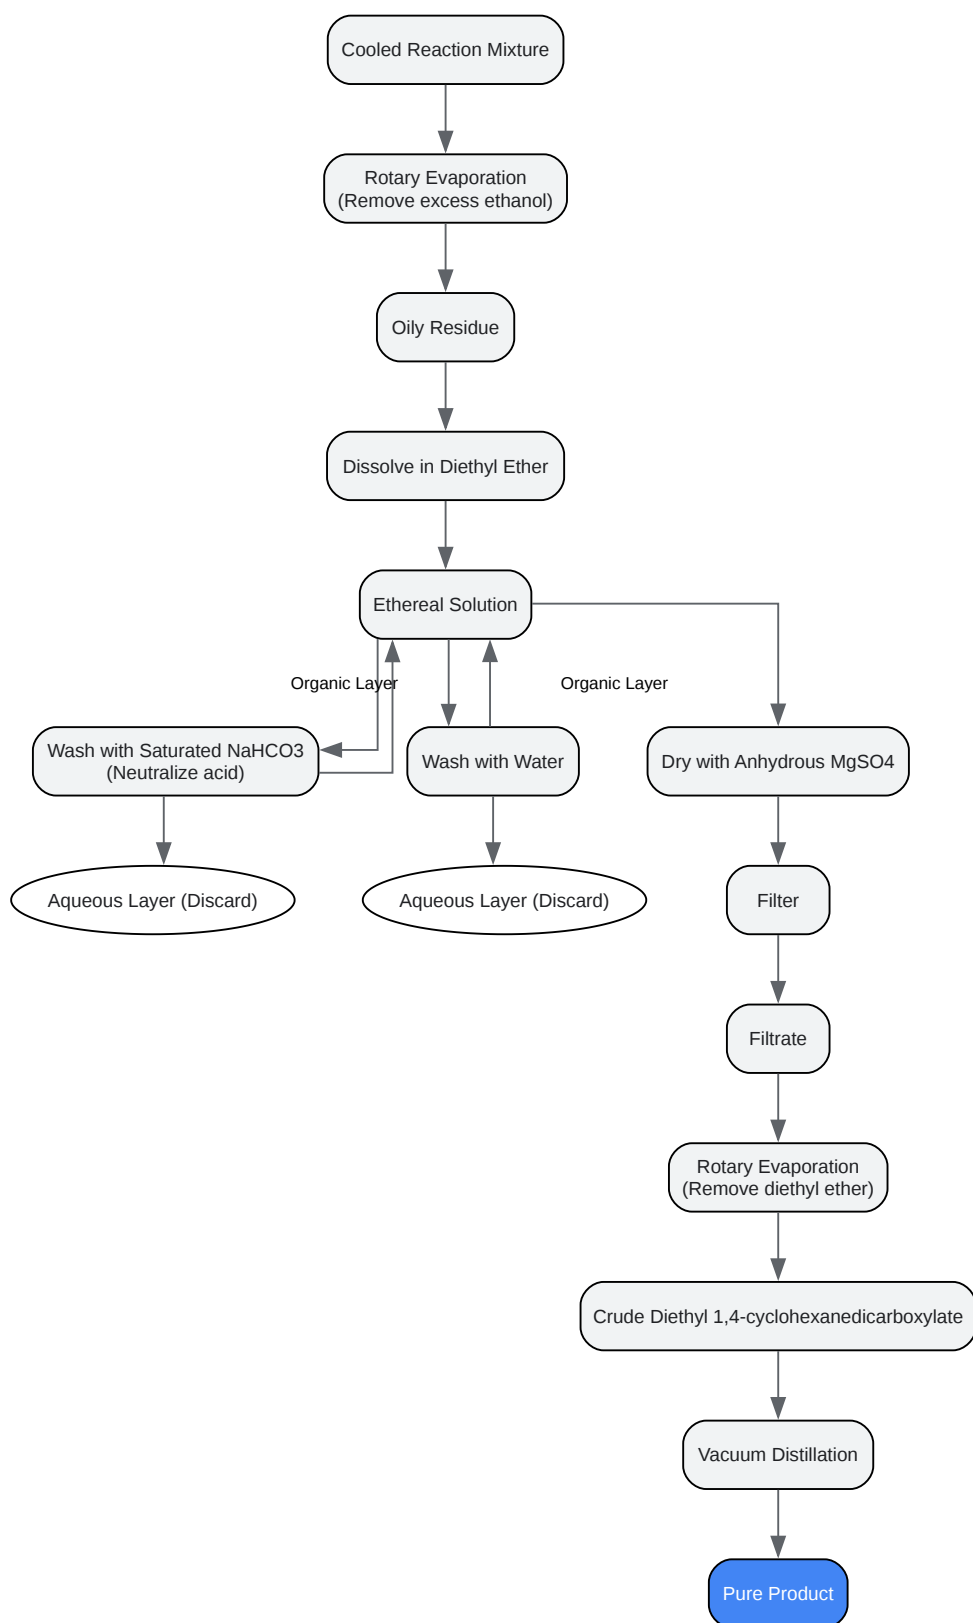 Cooled Reaction Mixture
Rotary Evaporation
(Remove excess ethanol)
Oily Residue
Dissolve in Diethyl Ether
Ethereal Solution
Organic Layer
Organic Layer
Wash with Saturated NaHCO3
(Neutralize acid)
Wash with Water
Dry with Anhydrous MgSO4
Aqueous Layer (Discard)
Aqueous Layer (Discard)
Filter
Filtrate
Rotary Evaporation
(Remove diethyl ether)
Crude Diethyl 1,4-cyclohexanedicarboxylate
Vacuum Distillation
Pure Product